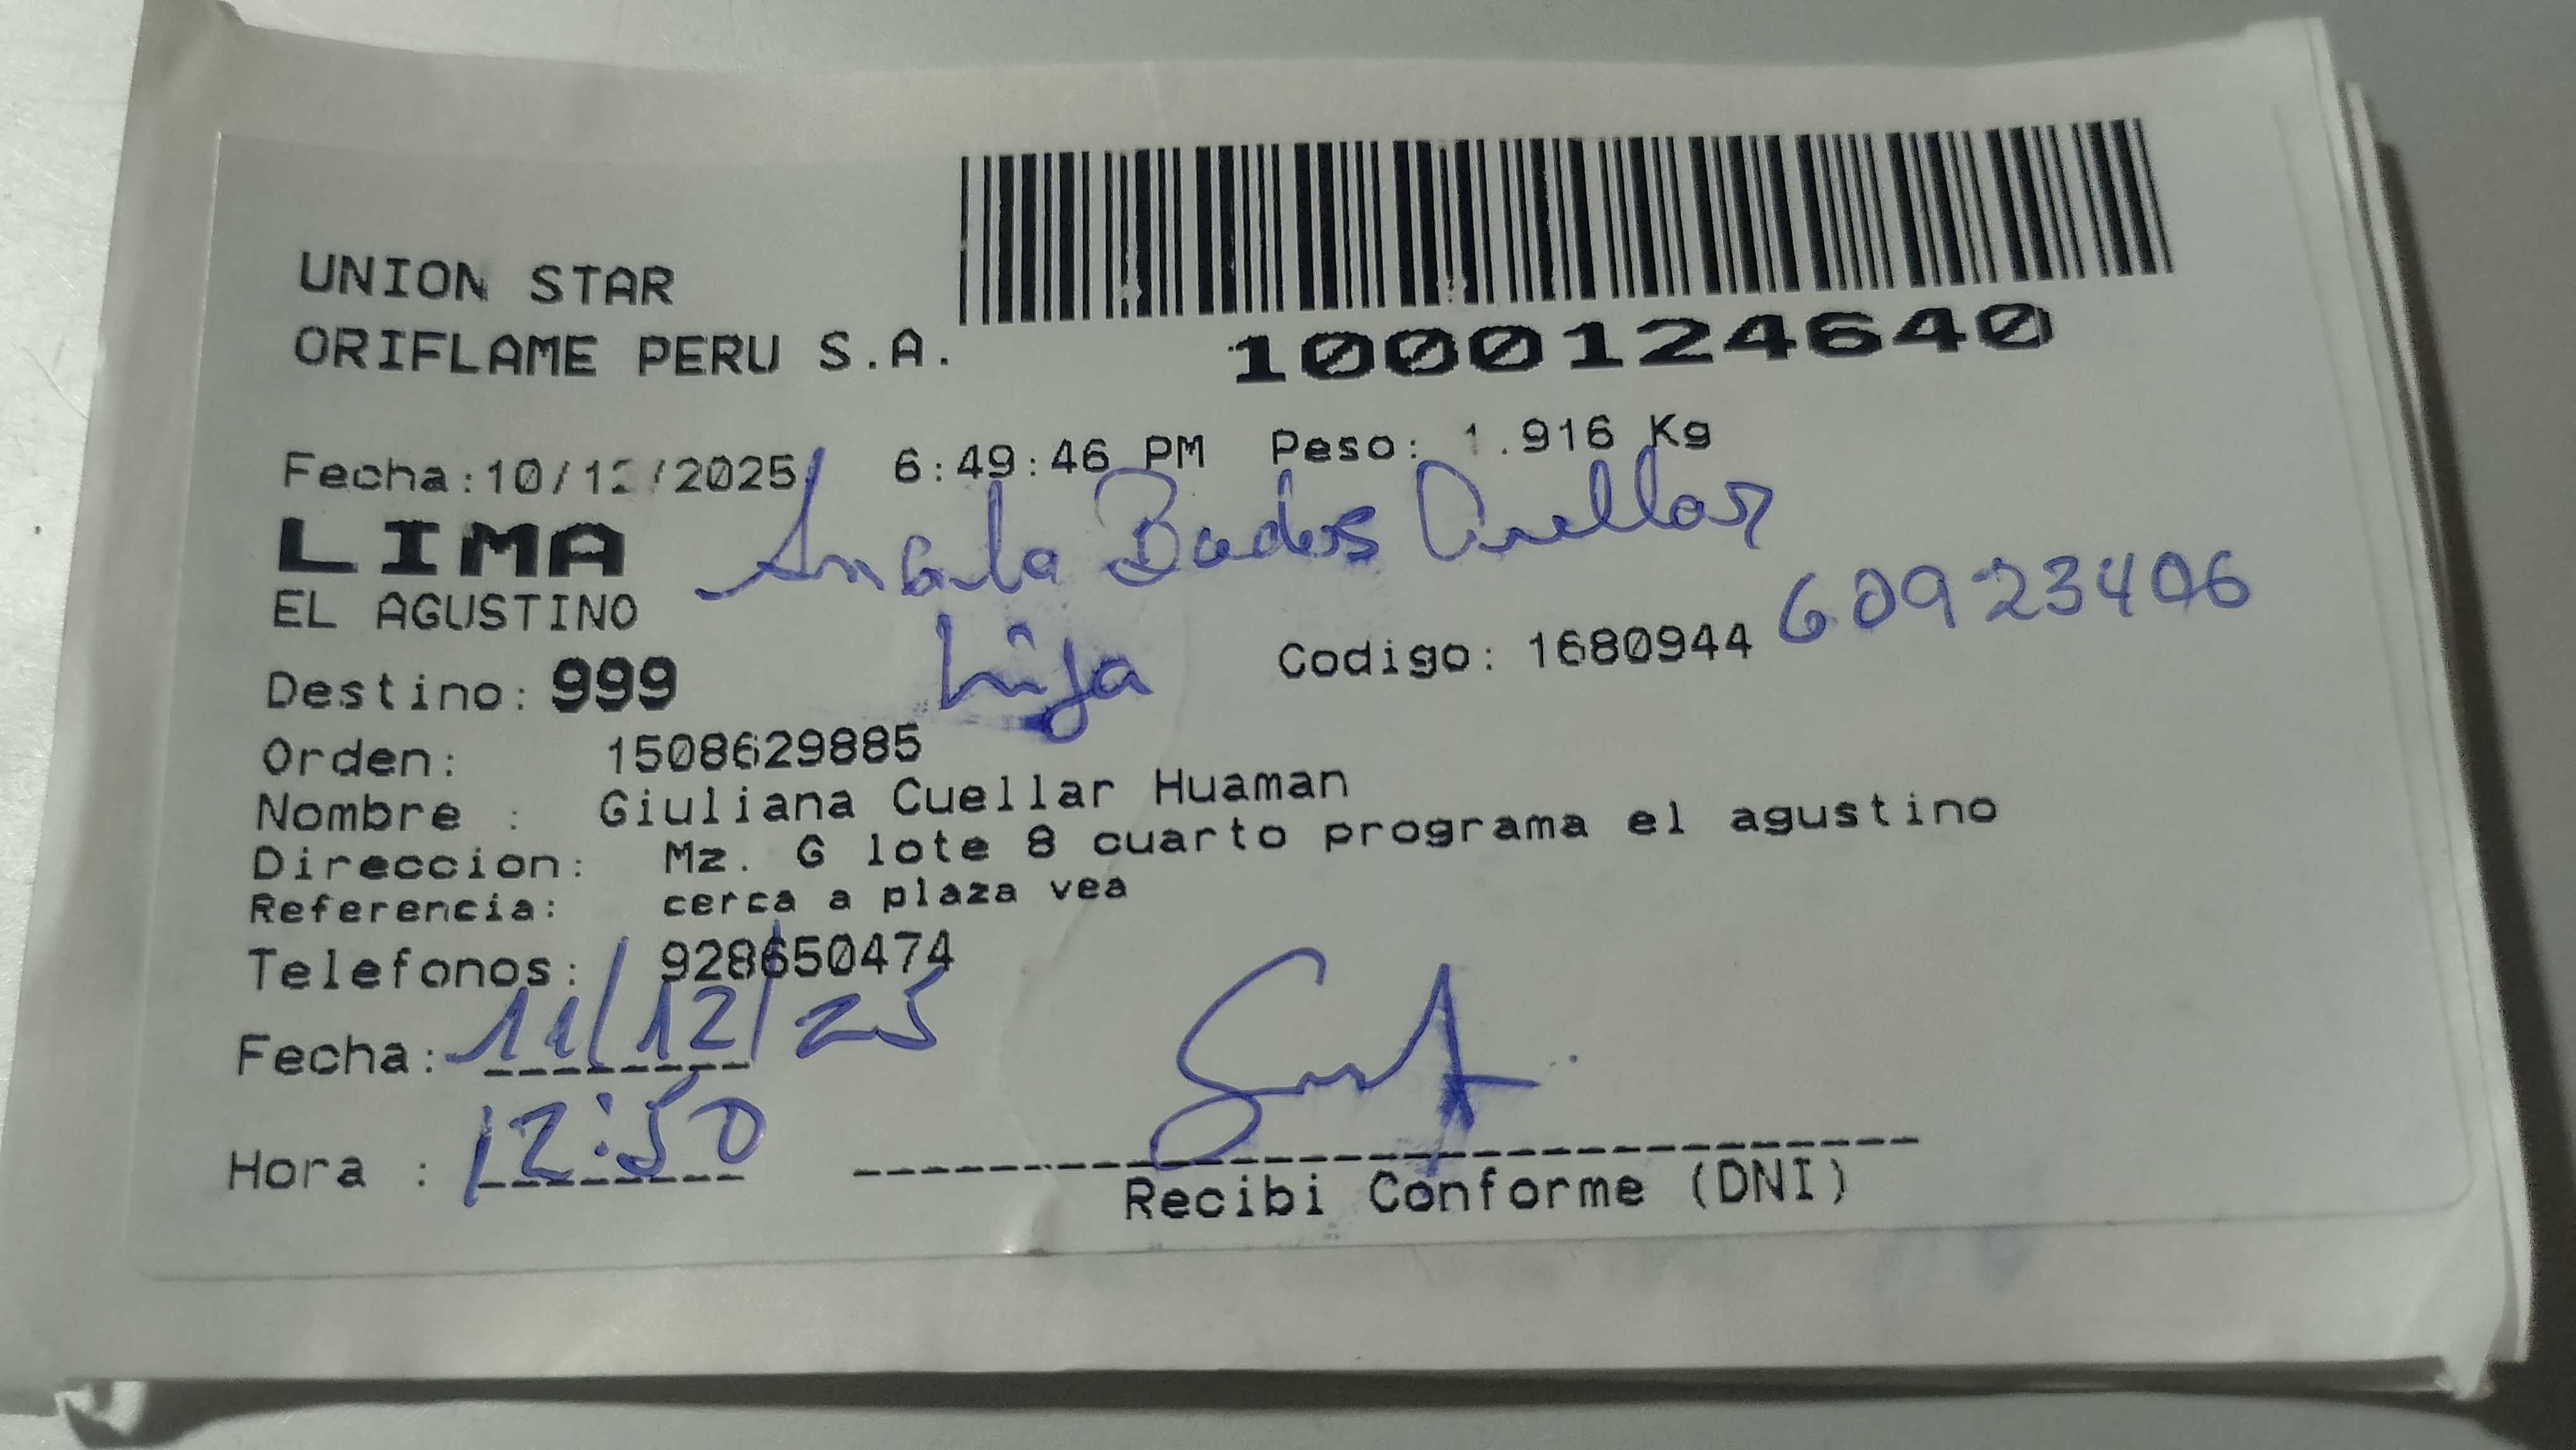 UNION STAR
ORIFLAME PERU S.A.
1000124640
Fecha:10/12/2025 6:49:46 PM Peso: 1.916 Kg
LIMA
Cuellar
EL AGUSTINO
60923406
hija
Codigo: 1680944
Destino: 999
Orden: 1508629885
Nombre : Giuliana Cuellar Huaman
Direccion: Mz. G lote 8 cuarto programa el agustino
Referencia: cerca a plaza vea
Telefonos: 928650474
Fecha: 11/12/25
Hora : 12:50
Recibi Conforme (DNI)